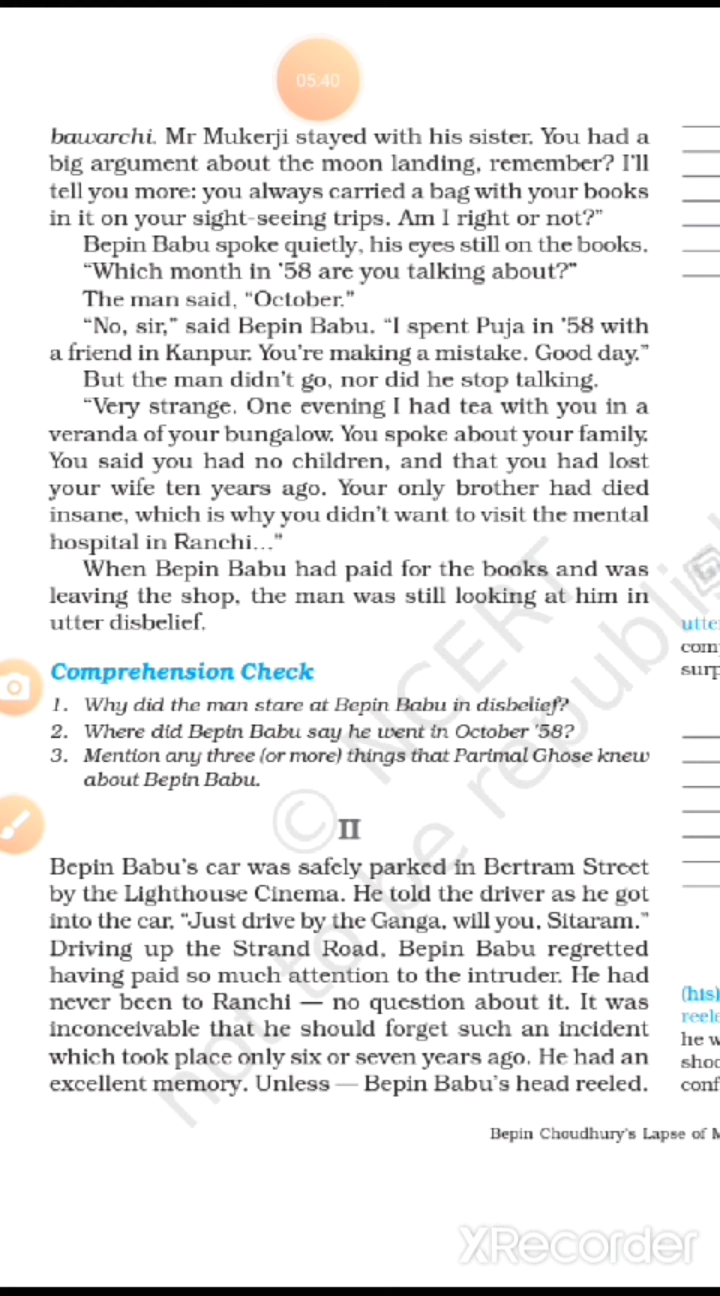 05:40
bawarchi. Mr Mukerji stayed with his sister. You had a
big argument about the moon landing, remember? I'll
tell you more: you always carried a bag with your books
in it on your sight-seeing trips. Am I right or not?"
Bepin Babu spoke quietly, his eyes still on the books.
"Which month in '58 are you talking about?"
The man said, "October."
"No, sir," said Bepin Babu. "I spent Puja in '58 with
a friend in Kanpur. You're making a mistake. Good day."
But the man didn't go, nor did he stop talking.
"Very strange. One evening I had tea with you in a
veranda of your bungalow. You spoke about your family.
You said you had no children, and that you had lost
your wife ten years ago. Your only brother had died
insane, which is why you didn't want to visit the mental
hospital in Ranchi..."
When Bepin Babu had paid for the books and was
leaving the shop, the man was still looking at him in
utter disbelief.
utte
com
surp
Comprehension Check
1. Why did the man stare at Bepin Babu in disbelief?
2. Where did Bepin Babu say he went in October '58?
3. Mention any three (or more) things that Parimal Ghose knew
about Bepin Babu.
© NCERT
not to be republis
II
Bepin Babu's car was safely parked in Bertram Street
by the Lighthouse Cinema. He told the driver as he got
into the car, "Just drive by the Ganga, will you, Sitaram."
Driving up the Strand Road, Bepin Babu regretted
having paid so much attention to the intruder. He had
never been to Ranchi — no question about it. It was
inconceivable that he should forget such an incident
which took place only six or seven years ago. He had an
excellent memory. Unless — Bepin Babu's head reeled.
(his)
reele
he w
shoc
conf
Bepin Choudhury's Lapse of M
XRecorder